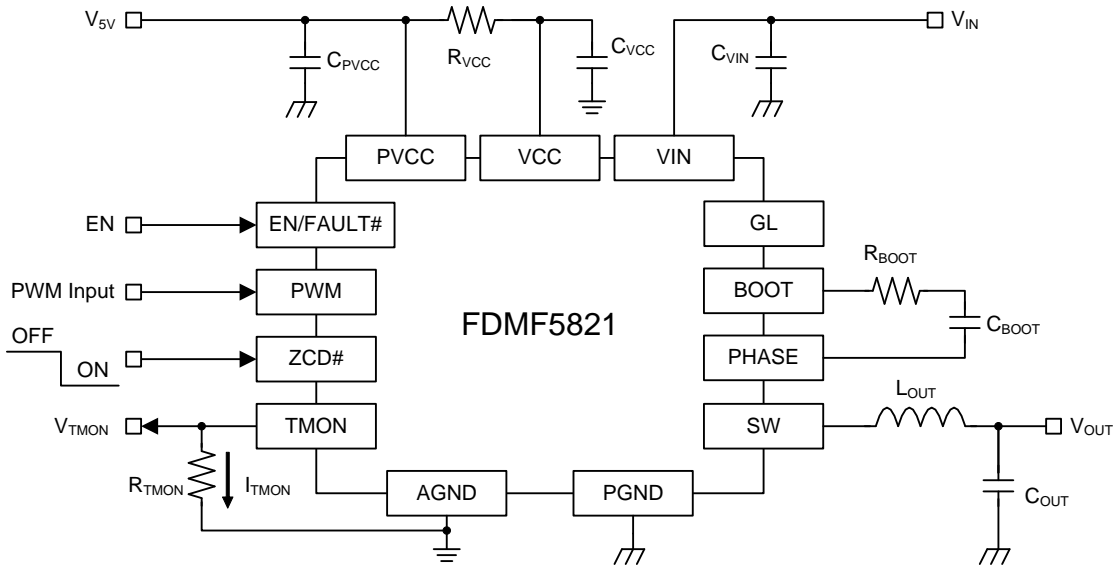 V5V
CPVCC
RVCC
CVCC
CVIN
VIN
PVCC
VCC
VIN
EN
EN/FAULT#
GL
PWM Input
PWM
FDMF5821
BOOT
RBOOT
CBOOT
OFF
ON
ZCD#
PHASE
VTMON
TMON
SW
LOUT
VOUT
RTMON
ITMON
AGND
PGND
COUT